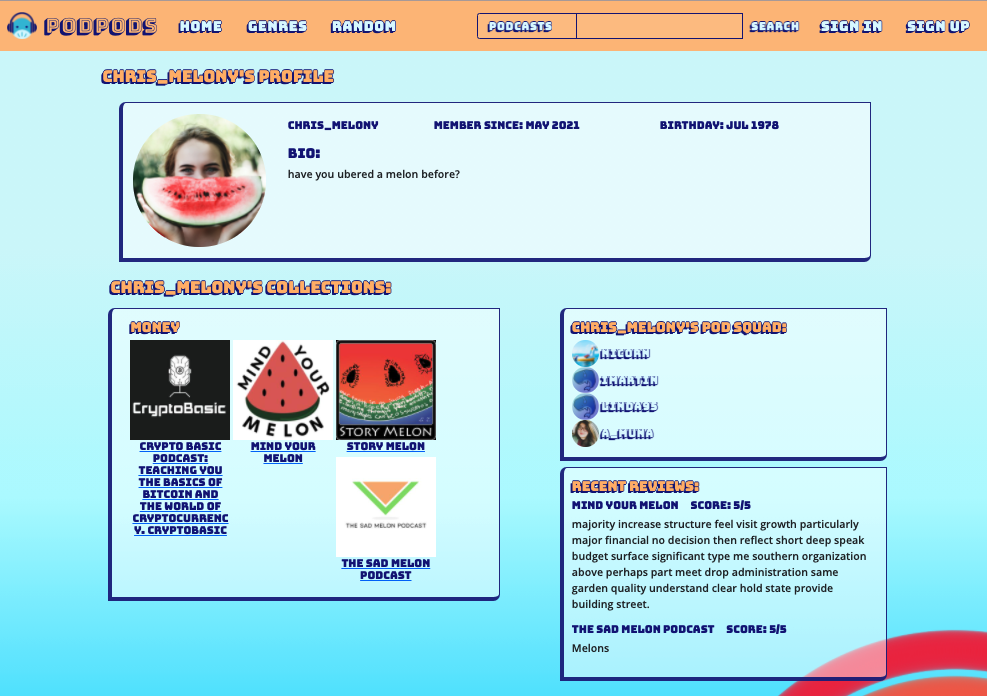 PODPODS
HOME
GENRES
RANDOM
PODCASTS
SEARCH
SIGN IN
SIGN UP
CHRIS_MELONY'S PROFILE
CHRIS_MELONY
MEMBER SINCE: MAY 2021
BIRTHDAY: JUL 1978
BIO:
have you ubered a melon before?
CHRIS_MELONY'S COLLECTIONS:
MONEY
CryptoBasic
CRYPTO BASIC
PODCAST:
TEACHING YOU
THE BASICS OF
BITCOIN AND
THE WORLD OF
CRYPTOCURRENC
Y. CRYPTOBASIC
MIND YOUR
MELON
MIND YOUR
MELON
STORY MELON
STORY MELON
THE SAD MELON PODCAST
THE SAD MELON
PODCAST
CHRIS_MELONY'S POD SQUAD:
IMARTIN
LINDA95
A_MUNA
RECENT REVIEWS:
MIND YOUR MELON SCORE: 5/5
majority increase structure feel visit growth particularly
major financial no decision then reflect short deep speak
budget surface significant type me southern organization
above perhaps part meet drop administration same
garden quality understand clear hold state provide
building street.
THE SAD MELON PODCAST SCORE: 5/5
Melons